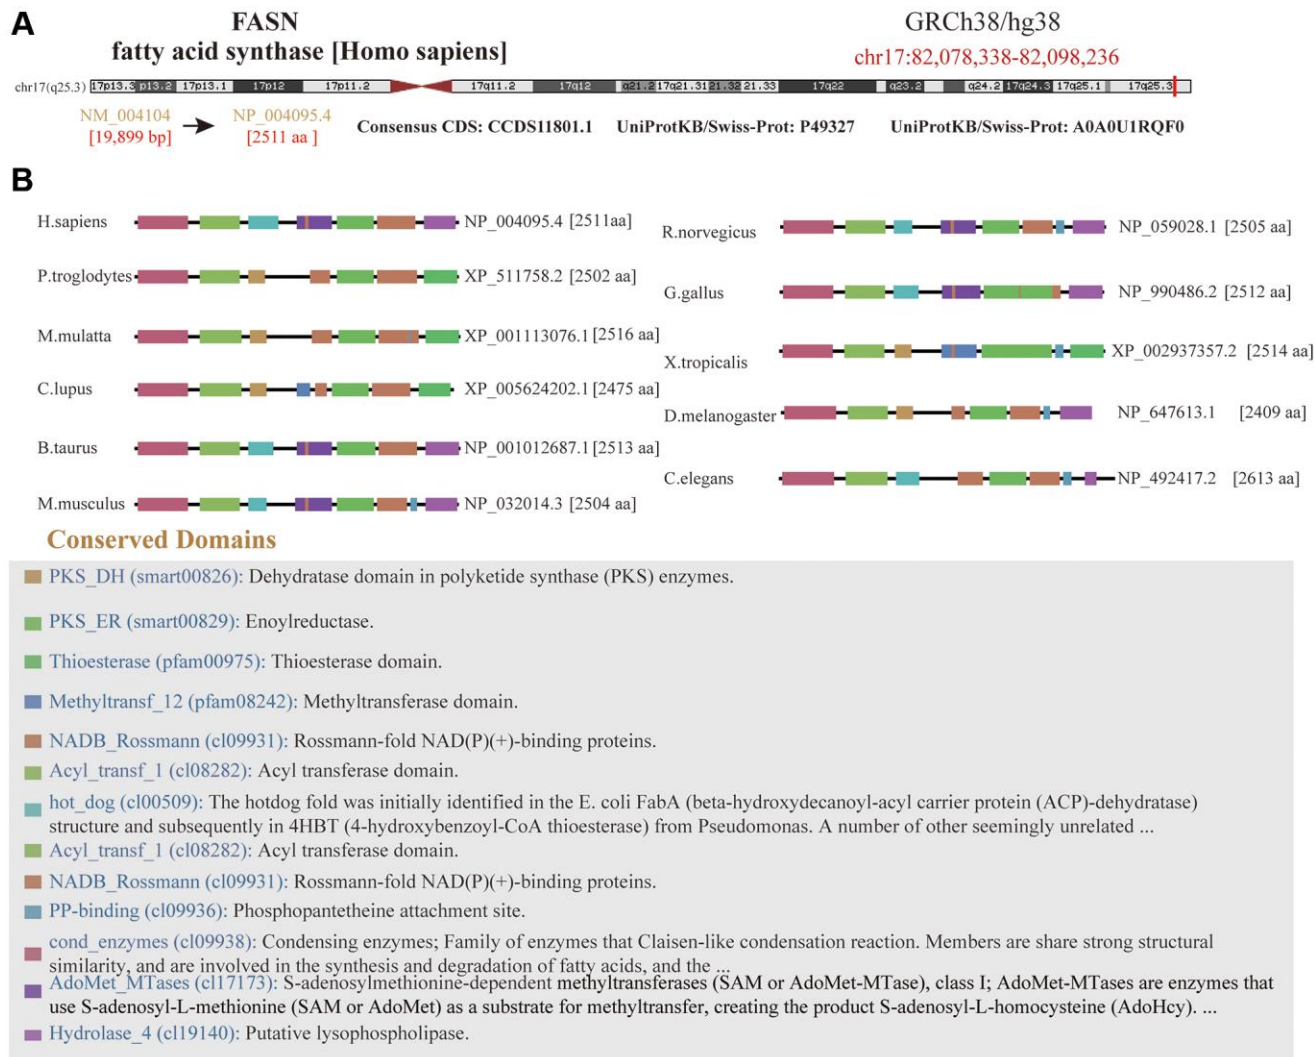 A
FASN
fatty acid synthase [Homo sapiens]
GRCh38/hg38
chr17:82,078,338-82,098,236
chr17(q25.3) 17p13.3 p13.2 17p13.1 17p12 17p11.2 17q11.2 17q12 q21.2 17q21.31 21.32 21.33 17q22 q23.2 q24.2 17q24.3 17q25.1 17q25.3
NM_004104
[19,899 bp]
NP_004095.4
[2511 aa ]
Consensus CDS: CCDS11801.1
UniProtKB/Swiss-Prot: P49327
UniProtKB/Swiss-Prot: A0A0U1RQF0
B
H.sapiens NP_004095.4 [2511aa]
P.troglodytes XP_511758.2 [2502 aa]
M.mulatta XP_001113076.1 [2516 aa]
C.lupus XP_005624202.1 [2475 aa]
B.taurus NP_001012687.1 [2513 aa]
M.musculus NP_032014.3 [2504 aa]
R.norvegicus NP_059028.1 [2505 aa]
G.gallus NP_990486.2 [2512 aa]
X.tropicalis XP_002937357.2 [2514 aa]
D.melanogaster NP_647613.1 [2409 aa]
C.elegans NP_492417.2 [2613 aa]
Conserved Domains
PKS_DH (smart00826): Dehydratase domain in polyketide synthase (PKS) enzymes.
PKS_ER (smart00829): Enoylreductase.
Thioesterase (pfam00975): Thioesterase domain.
Methyltransf_12 (pfam08242): Methyltransferase domain.
NADB_Rossmann (cl09931): Rossmann-fold NAD(P)(+)-binding proteins.
Acyl_transf_1 (cl08282): Acyl transferase domain.
hot_dog (cl00509): The hotdog fold was initially identified in the E. coli FabA (beta-hydroxydecanoyl-acyl carrier protein (ACP)-dehydratase)
structure and subsequently in 4HBT (4-hydroxybenzoyl-CoA thioesterase) from Pseudomonas. A number of other seemingly unrelated ...
Acyl_transf_1 (cl08282): Acyl transferase domain.
NADB_Rossmann (cl09931): Rossmann-fold NAD(P)(+)-binding proteins.
PP-binding (cl09936): Phosphopantetheine attachment site.
cond_enzymes (cl09938): Condensing enzymes; Family of enzymes that Claisen-like condensation reaction. Members are share strong structural
similarity, and are involved in the synthesis and degradation of fatty acids, and the ...
AdoMet_MTases (cl17173): S-adenosylmethionine-dependent methyltransferases (SAM or AdoMet-MTase), class I; AdoMet-MTases are enzymes that
use S-adenosyl-L-methionine (SAM or AdoMet) as a substrate for methyltransfer, creating the product S-adenosyl-L-homocysteine (AdoHcy). ...
Hydrolase_4 (cl19140): Putative lysophospholipase.